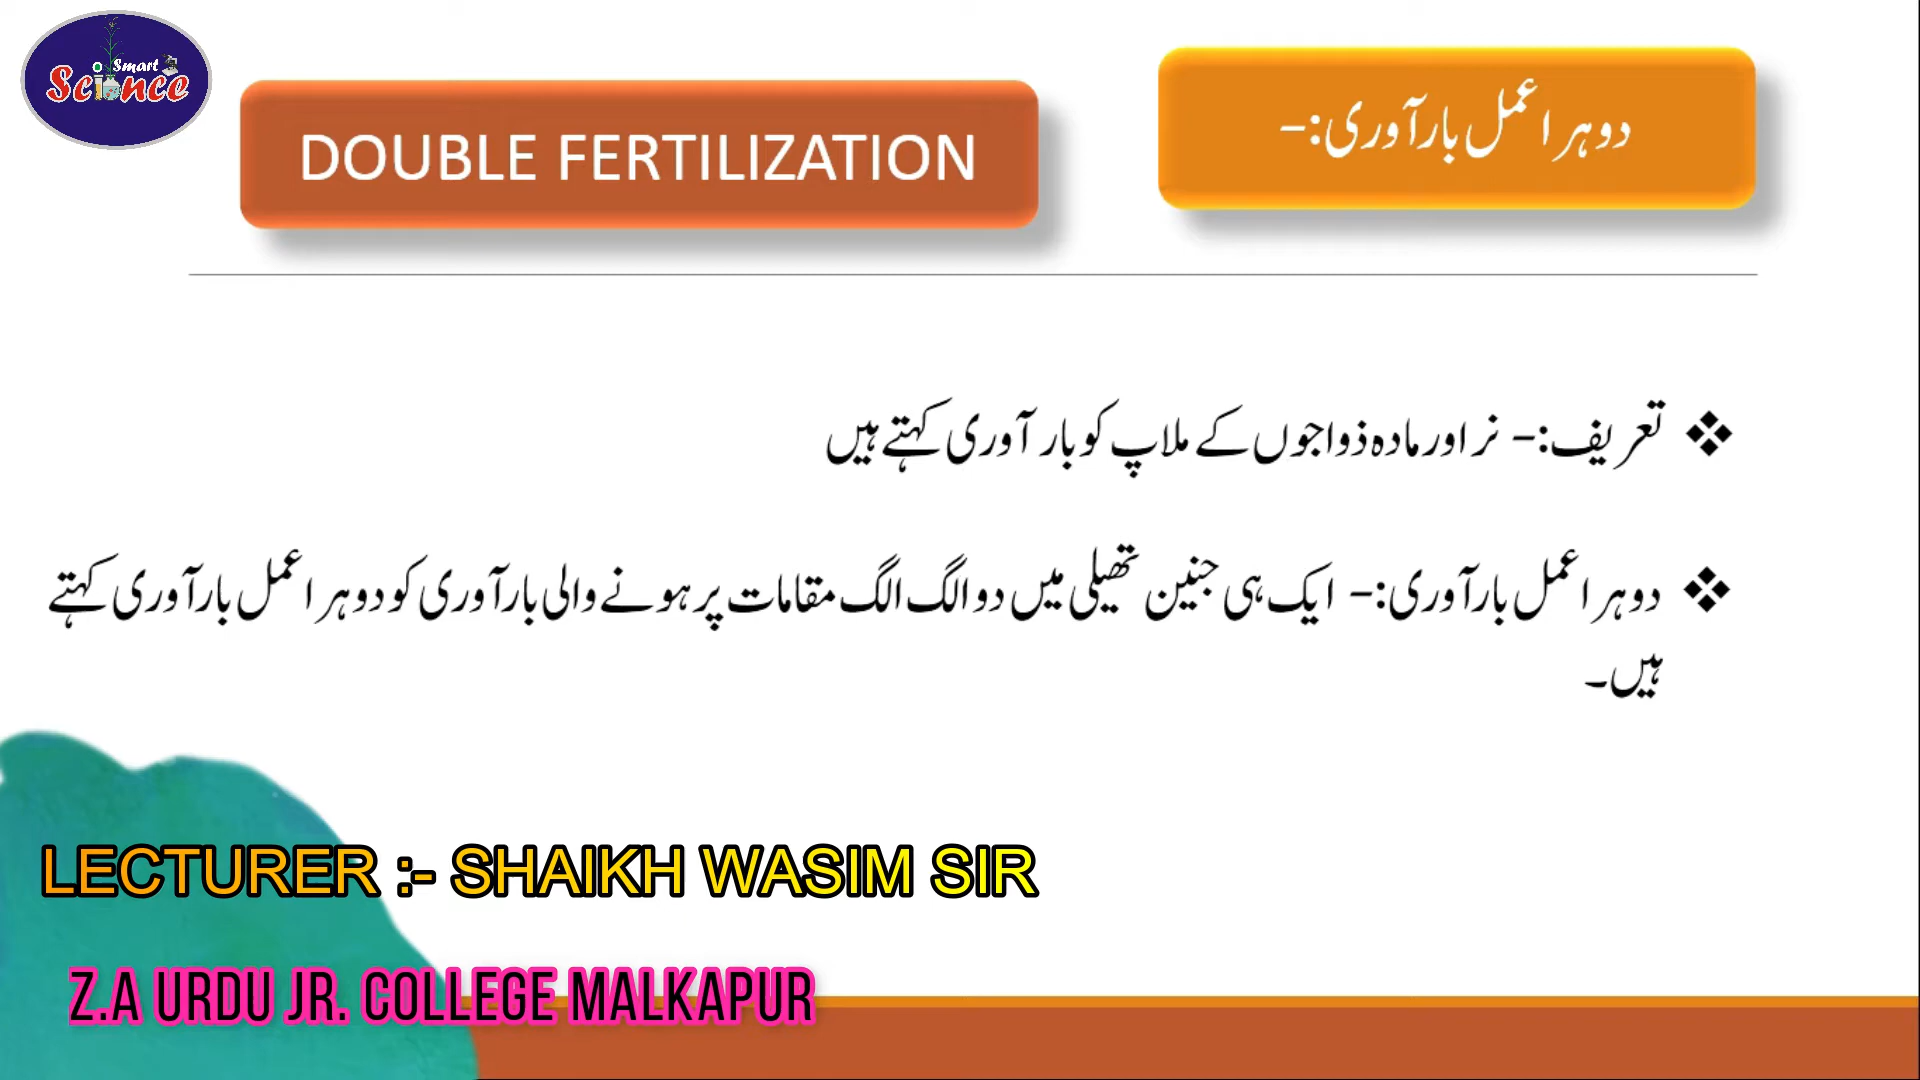 Smart
Science
DOUBLE FERTILIZATION
دوہرا عمل بارآوری:-
تعریف:- نر اور مادہ ذواجوں کے ملاپ کو بار آوری کہتے ہیں
دوہرا عمل بارآوری:- ایک ہی جنین تھیلی میں دو الگ الگ مقامات پر ہونے والی بارآوری کو دوہرا عمل بارآوری کہتے
ہیں۔
LECTURER :- SHAIKH WASIM SIR
Z.A URDU JR. COLLEGE MALKAPUR